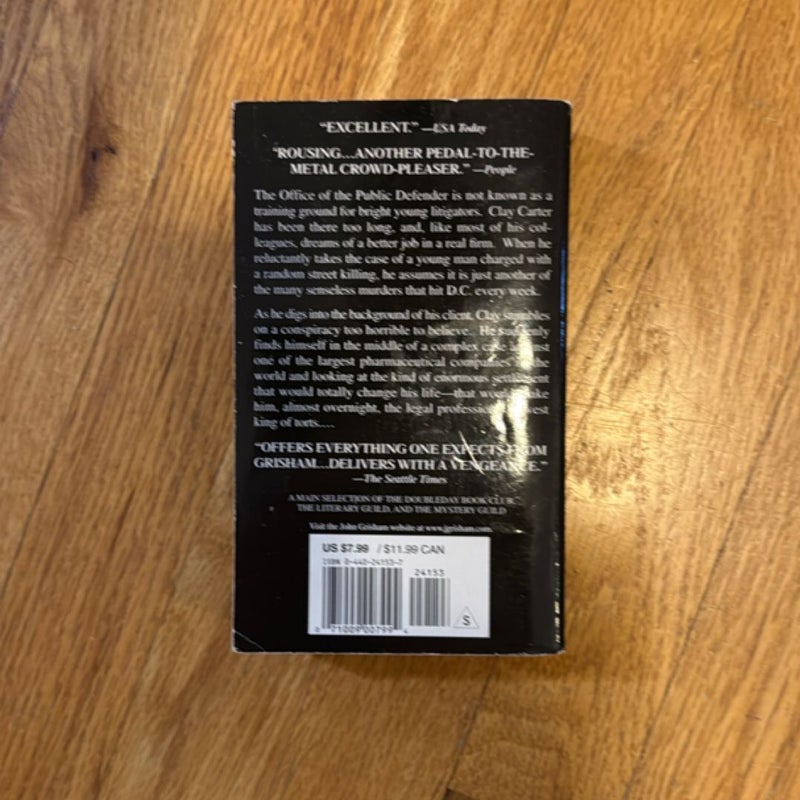 “EXCELLENT.” —USA Today
“ROUSING...ANOTHER PEDAL-TO-THE-
METAL CROWD-PLEASER.” —People
The Office of the Public Defender is not known as a
training ground for bright young litigators. Clay Carter
has been there too long, and, like most of his col-
leagues, dreams of a better job in a real firm. When he
reluctantly takes the case of a young man charged with
a random street killing, he assumes it is just another of
the many senseless murders that hit D.C. every week.
As he digs into the background of his client, Clay stumbles
on a conspiracy too horrible to believe. He suddenly
finds himself in the middle of a complex case against
one of the largest pharmaceutical companies in the
world and looking at the kind of enormous settlement
that would totally change his life—that would make
him, almost overnight, the legal profession's newest
king of torts....
“OFFERS EVERYTHING ONE EXPECTS FROM
GRISHAM...DELIVERS WITH A VENGEANCE.”
—The Seattle Times
A MAIN SELECTION OF THE DOUBLEDAY BOOK CLUB,
THE LITERARY GUILD, AND THE MYSTERY GUILD
Visit the John Grisham website at www.jgrisham.com.
US $7.99 / $11.99 CAN
ISBN 0-440-24153-7
24153
71009 00799 4
S